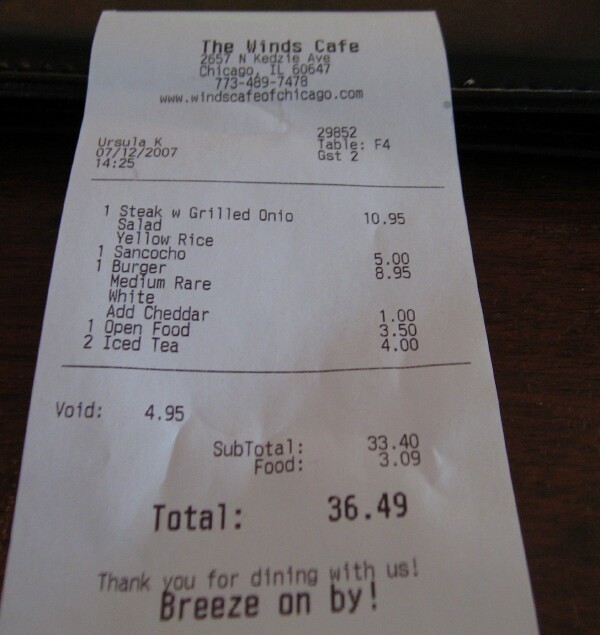 The Winds Cafe
2657 N Kedzie Ave
Chicago, IL 60647
773-489-7478
www.windscafeofchicago.com
Ursula K 29852
07/12/2007 Table: F4
14:25 Gst 2
1 Steak w Grilled Onio 10.95
Salad
Yellow Rice
1 Sancocho 5.00
1 Burger 8.95
Medium Rare
White
Add Cheddar 1.00
1 Open Food 3.50
2 Iced Tea 4.00
Void: 4.95
SubTotal: 33.40
Food: 3.09
Total: 36.49
Thank you for dining with us!
Breeze on by!